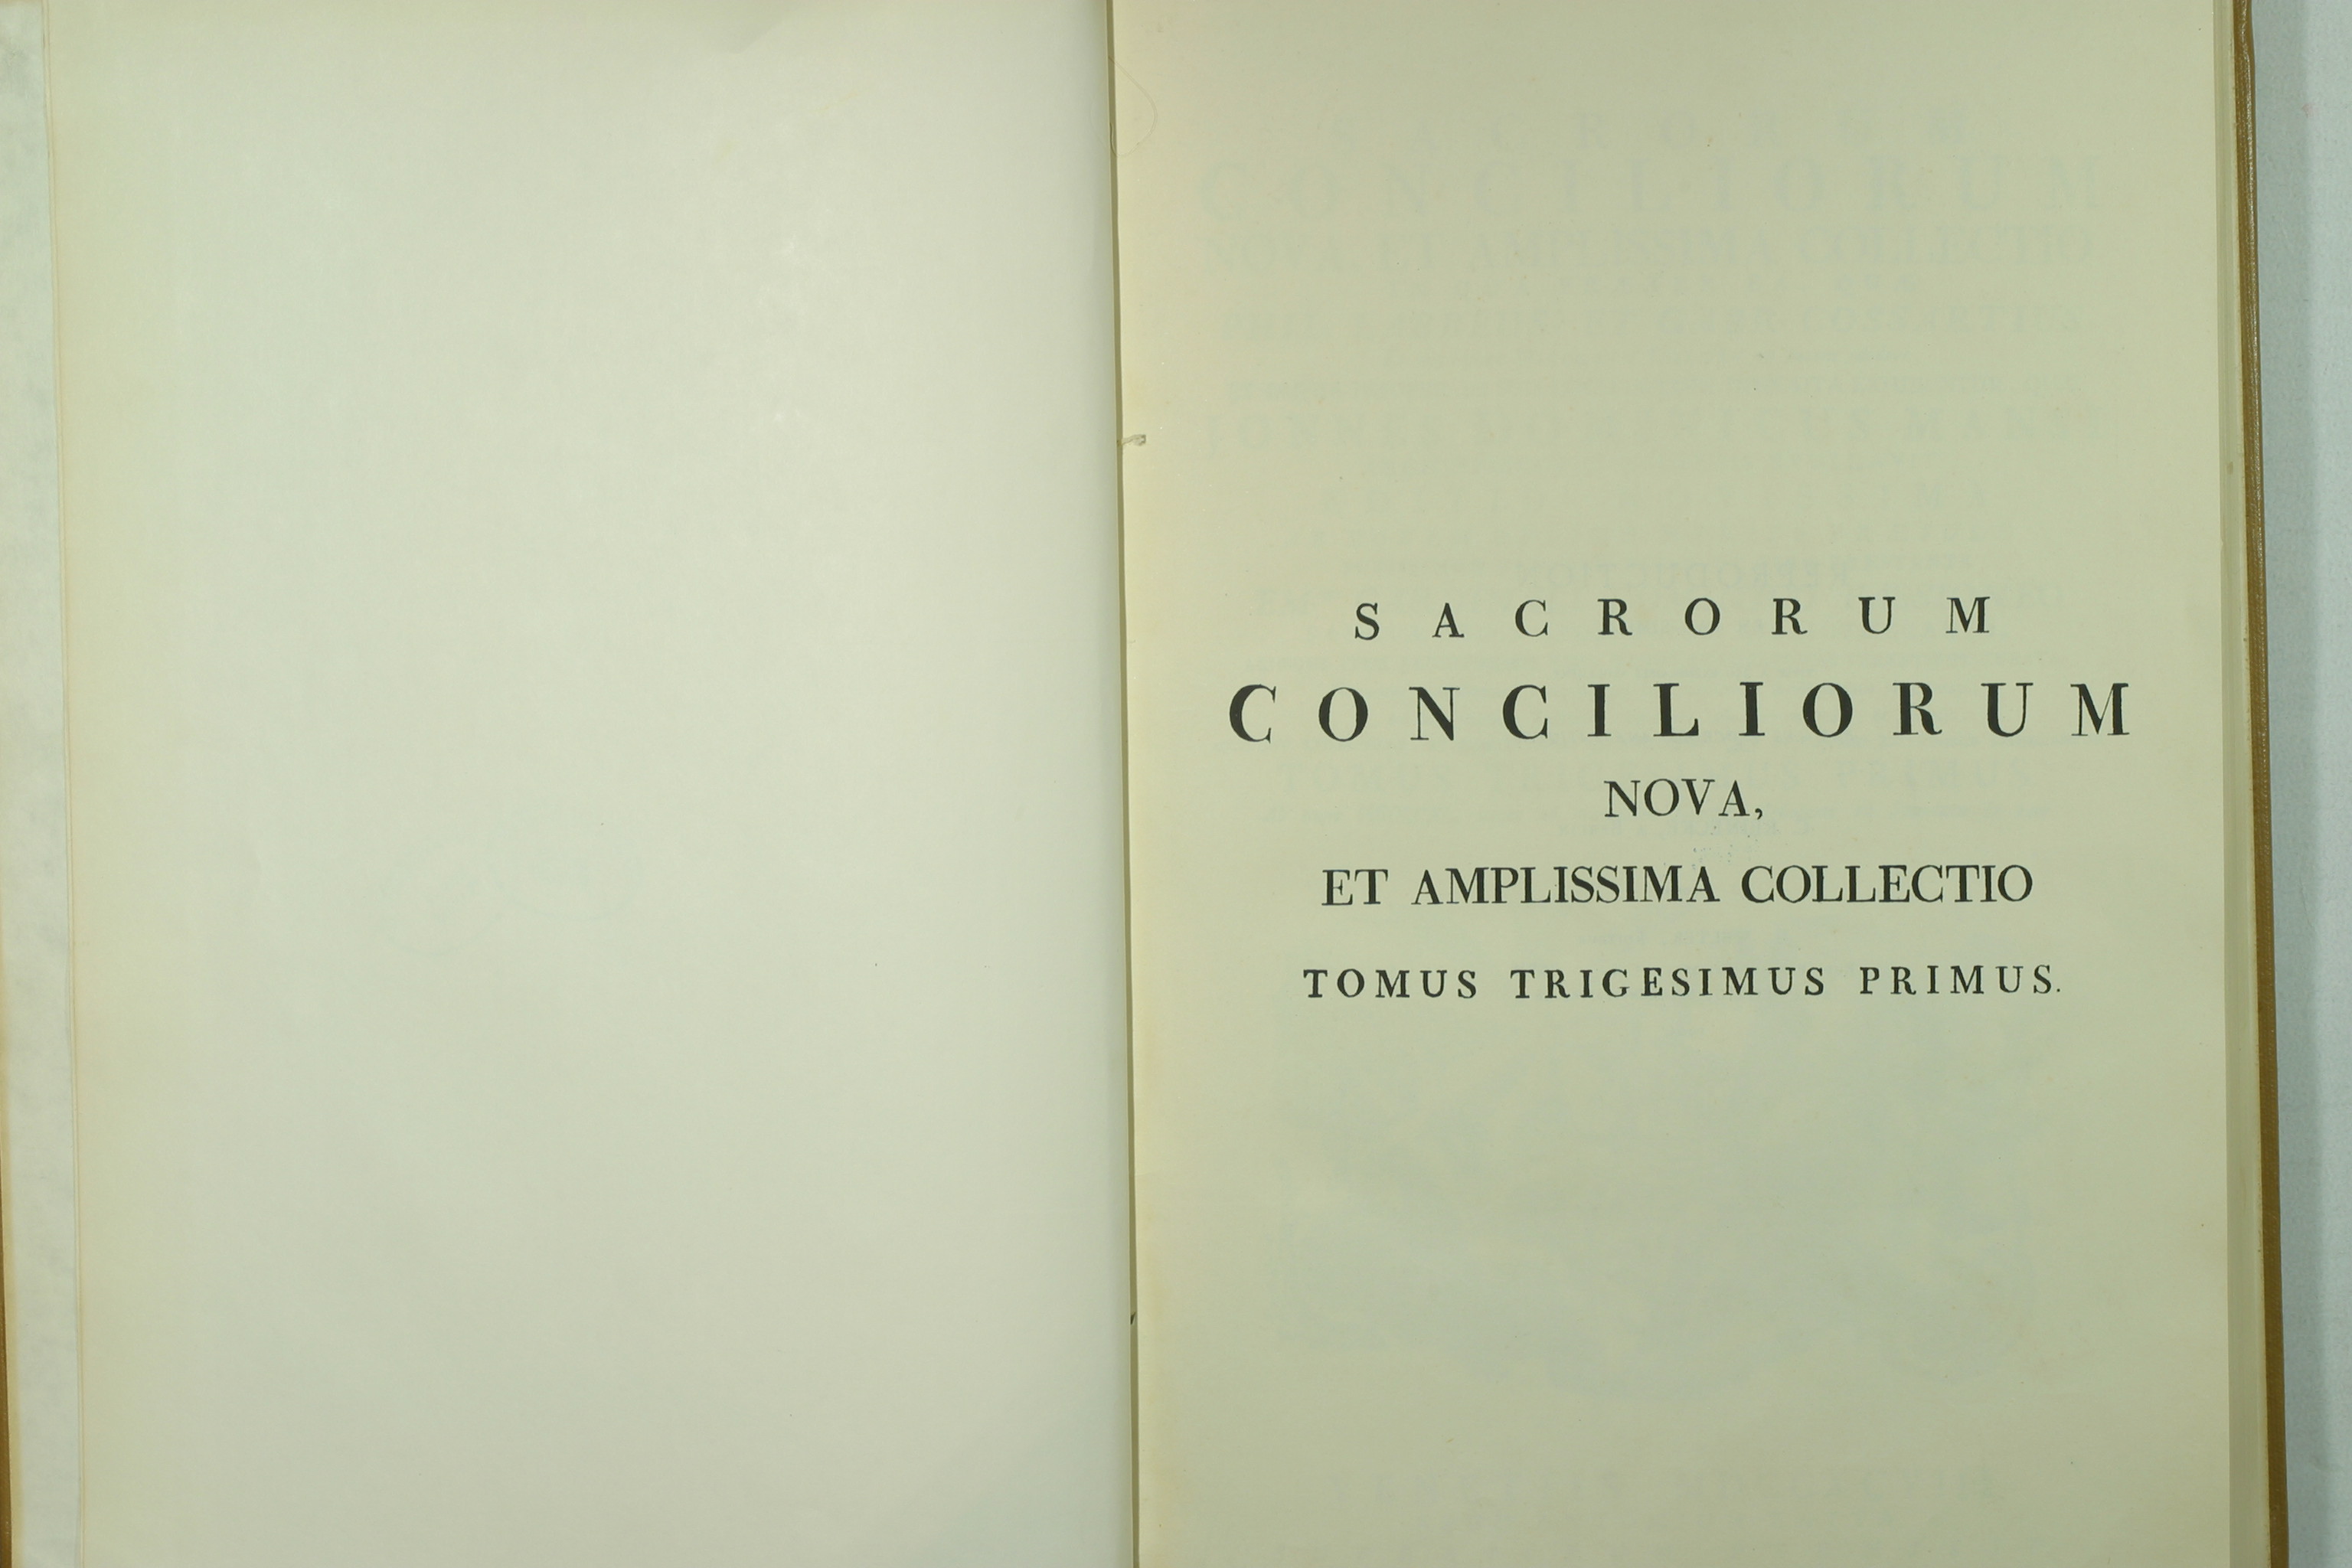 SACRORUM
CONCILIORUM
NOVA,
ET AMPLISSIMA COLLECTIO
TOMUS TRIGESIMUS PRIMUS.